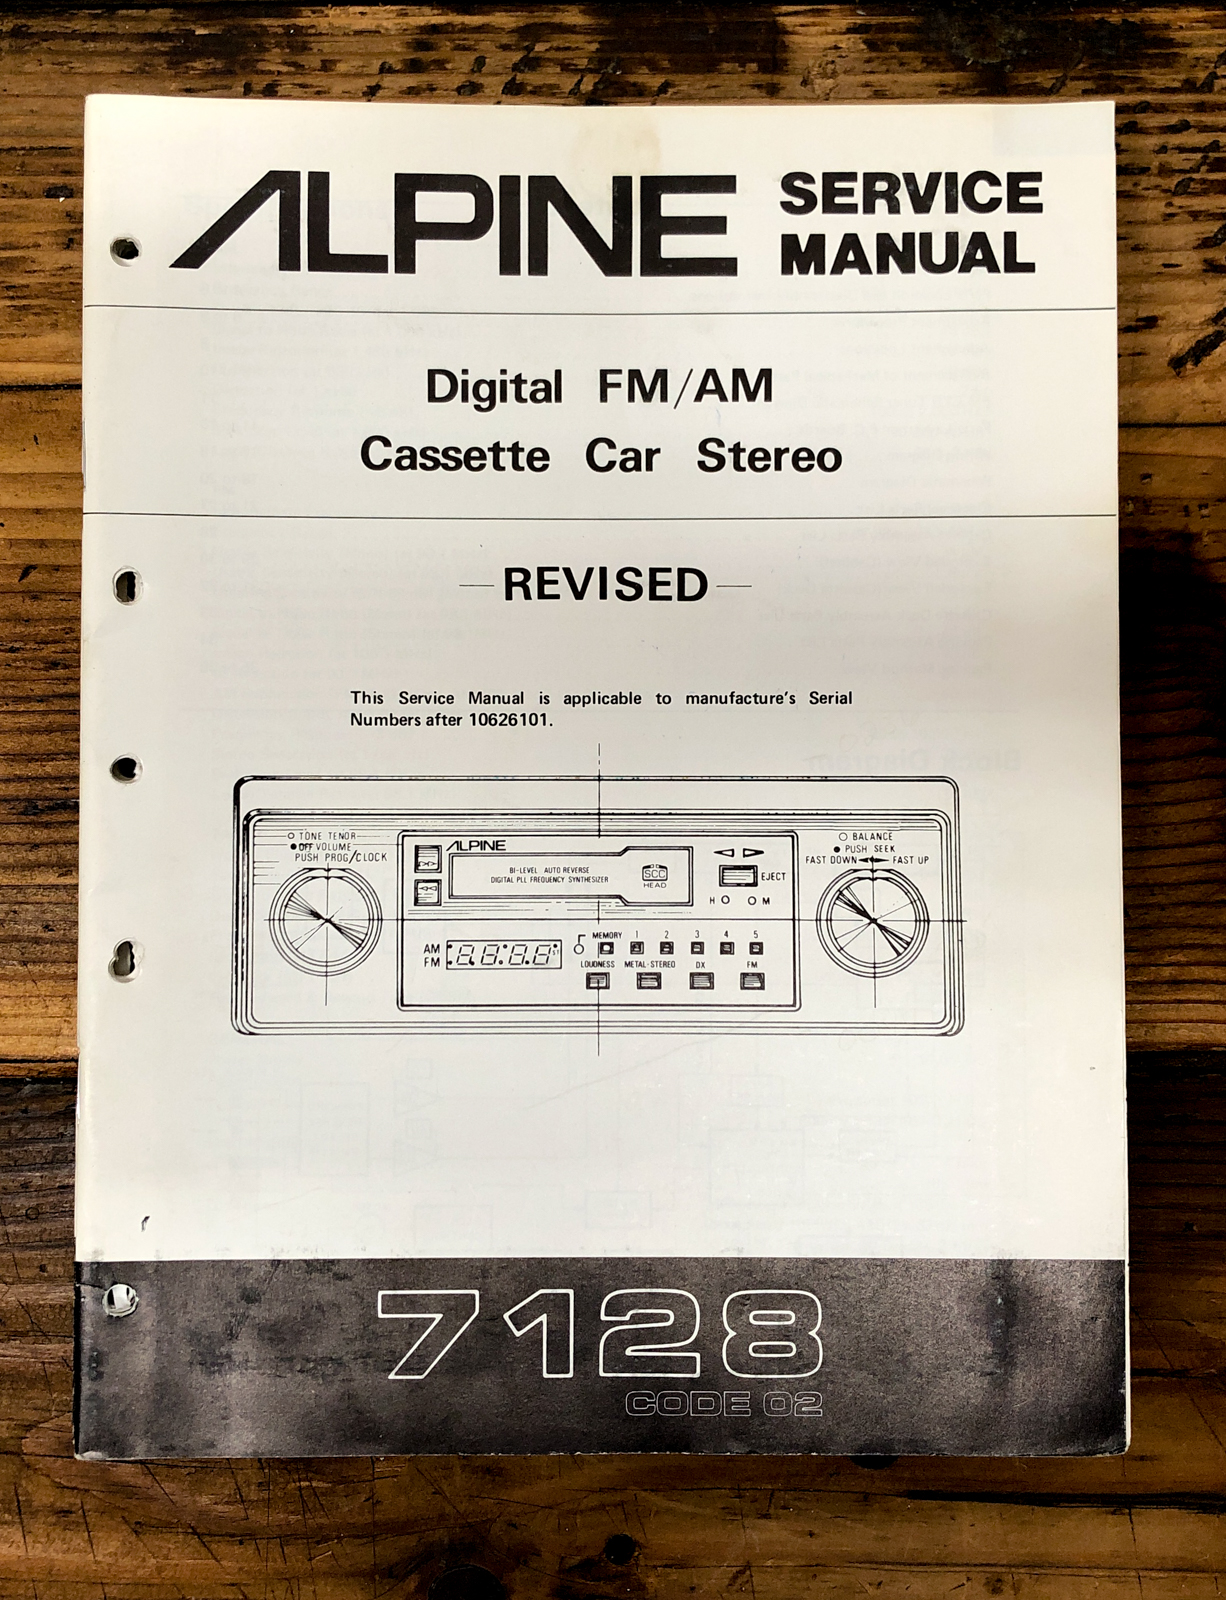 ALPINE SERVICE
MANUAL
Digital FM/AM
Cassette Car Stereo
— REVISED —
This Service Manual is applicable to manufacture's Serial
Numbers after 10626101.
TONE TENOR
OFF VOLUME
PUSH PROG/CLOCK
ALPINE
BI-LEVEL AUTO REVERSE
DIGITAL PLL FREQUENCY SYNTHESIZER
SCC
HEAD
EJECT
H M
BALANCE
PUSH SEEK
FAST DOWN FAST UP
AM
FM
88:88 ST
MEMORY 1 2 3 4 5
LOUDNESS METAL·STEREO DX FM
7128
CODE 02